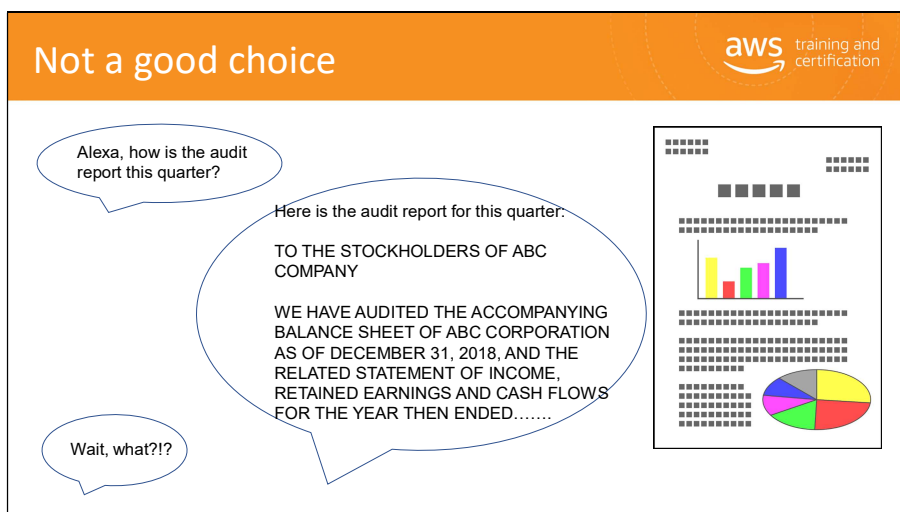 Not a good choice
aws training and
certification
Alexa, how is the audit
report this quarter?
Here is the audit report for this quarter:
TO THE STOCKHOLDERS OF ABC
COMPANY
WE HAVE AUDITED THE ACCOMPANYING
BALANCE SHEET OF ABC CORPORATION
AS OF DECEMBER 31, 2018, AND THE
RELATED STATEMENT OF INCOME,
RETAINED EARNINGS AND CASH FLOWS
FOR THE YEAR THEN ENDED…….
Wait, what?!?